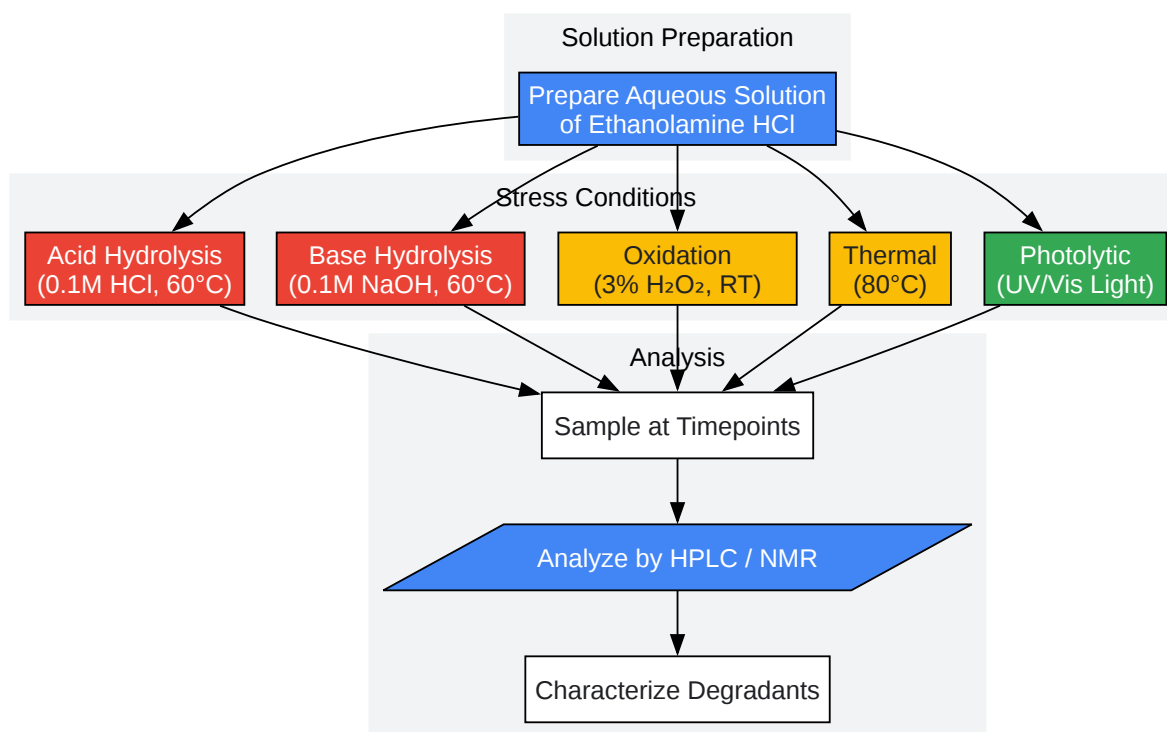 Solution Preparation
Prepare Aqueous Solution
of Ethanolamine HCl
Stress Conditions
Acid Hydrolysis
(0.1M HCl, 60°C)
Base Hydrolysis
(0.1M NaOH, 60°C)
Oxidation
(3% H₂O₂, RT)
Thermal
(80°C)
Photolytic
(UV/Vis Light)
Analysis
Sample at Timepoints
Analyze by HPLC / NMR
Characterize Degradants